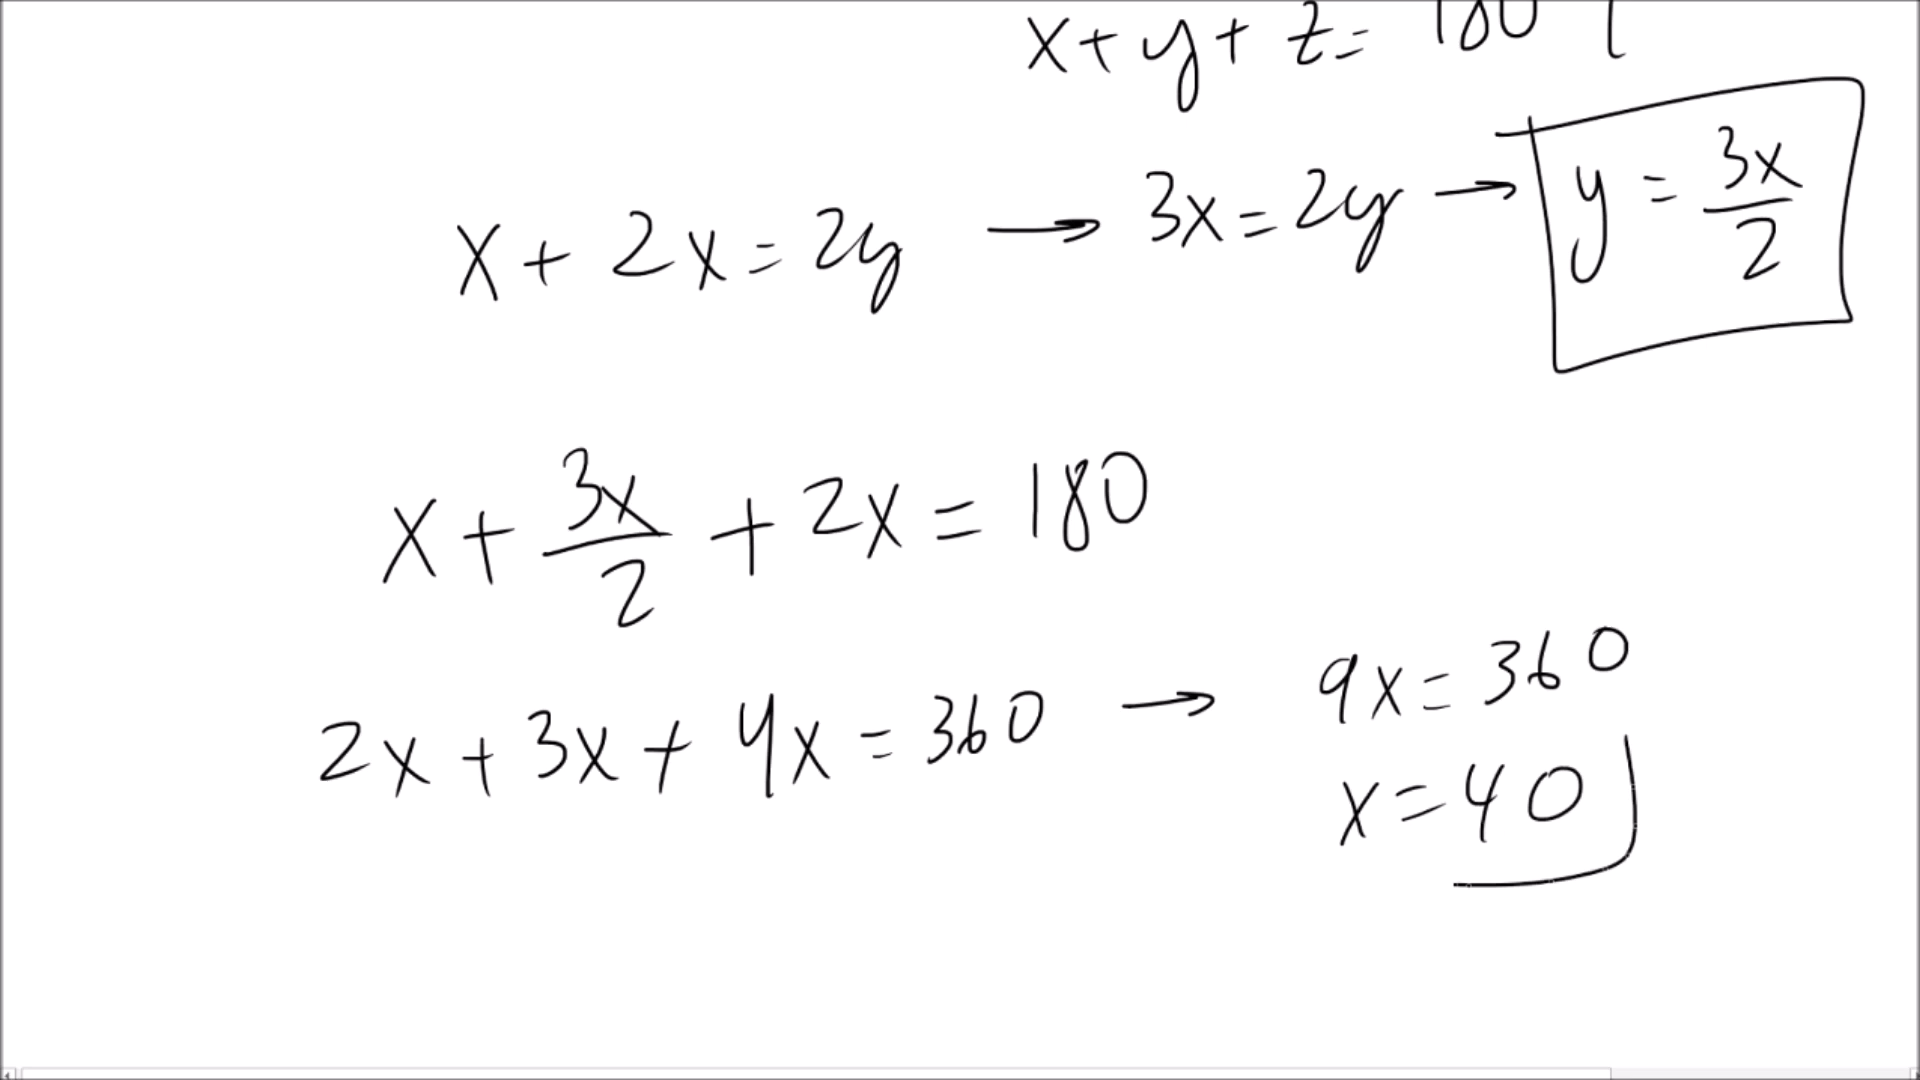 x + y + z = 180
x + 2x = 2y → 3x = 2y → y = 3x/2
x + 3x/2 + 2x = 180
2x + 3x + 4x = 360 → 9x = 360
x = 40